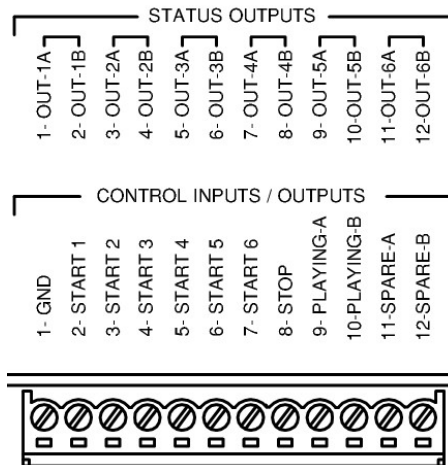 STATUS OUTPUTS
1- OUT-1A
2- OUT-1B
3- OUT-2A
4- OUT-2B
5- OUT-3A
6- OUT-3B
7- OUT-4A
8- OUT-4B
9- OUT-5A
10-OUT-5B
11-OUT-6A
12-OUT-6B
CONTROL INPUTS / OUTPUTS
1- GND
2- START 1
3- START 2
4- START 3
5- START 4
6- START 5
7- START 6
8- STOP
9- PLAYING-A
10-PLAYING-B
11-SPARE-A
12-SPARE-B